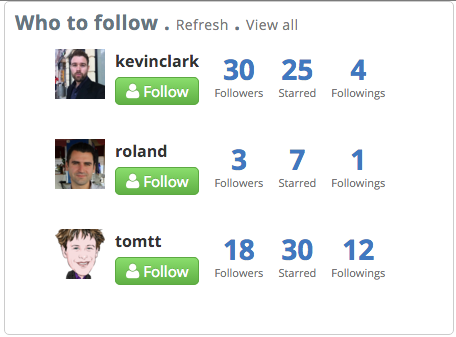 Who to follow . Refresh . View all
kevinclark
Follow
30 25 4
Followers Starred Followings
roland
Follow
3 7 1
Followers Starred Followings
tomtt
Follow
18 30 12
Followers Starred Followings